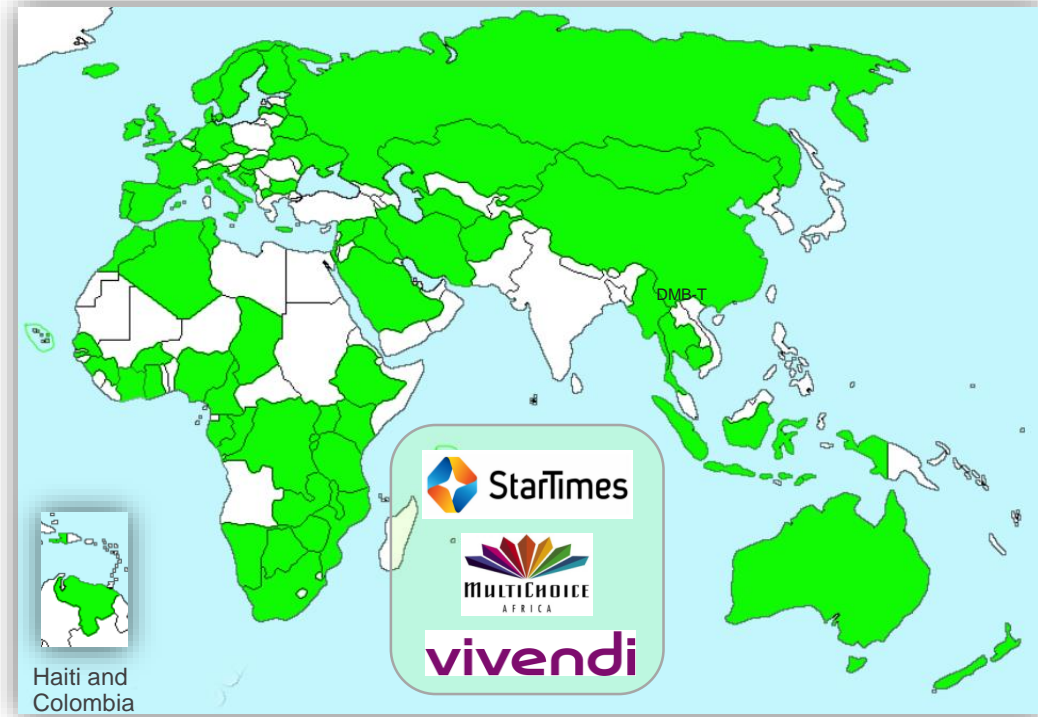 DMB-T
StarTimes
MULTICHOICE
AFRICA
vivendi
Haiti and
Colombia